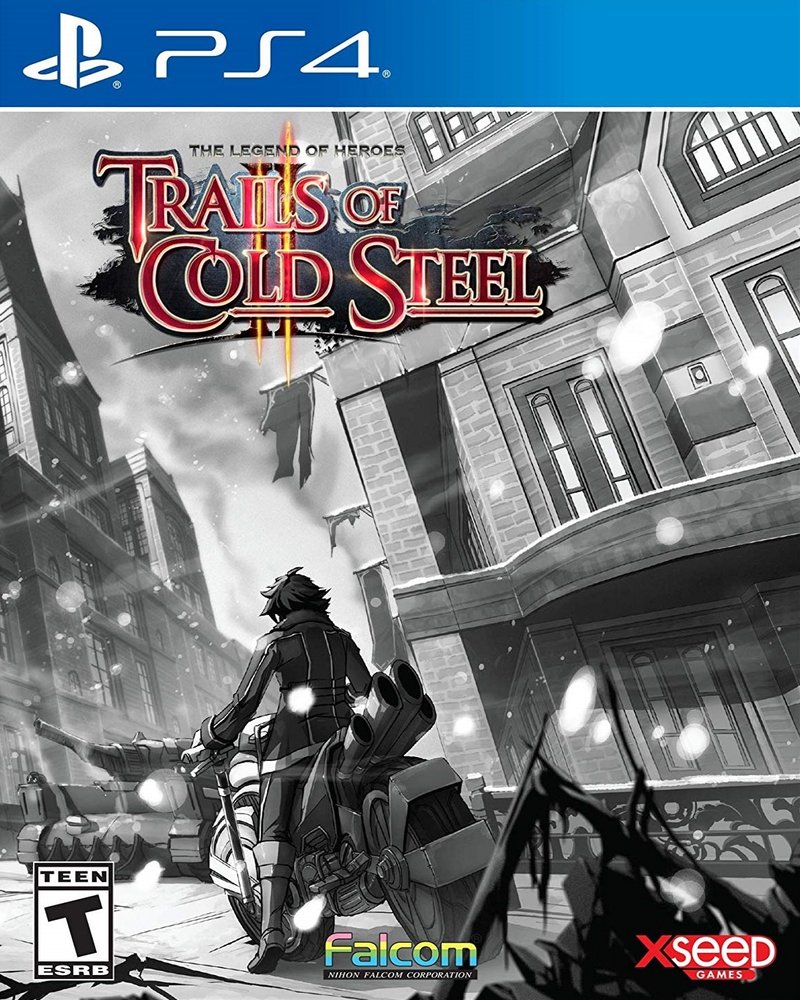 PS4®
THE LEGEND OF HEROES
II
TRAILS OF
COLD STEEL
TEEN
T
ESRB
Falcom
NIHON FALCOM CORPORATION
XSEED
GAMES